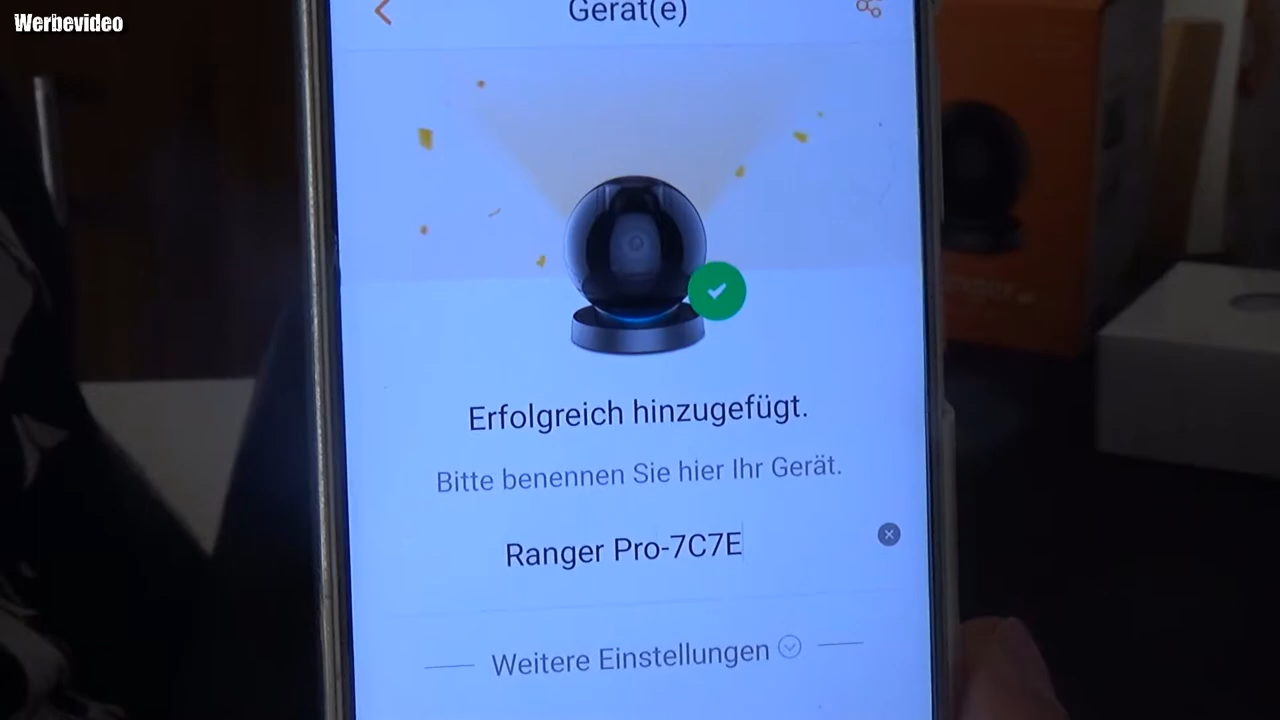 Werbevideo
Gerät(e)
Erfolgreich hinzugefügt.
Bitte benennen Sie hier Ihr Gerät.
Ranger Pro-7C7E
Weitere Einstellungen